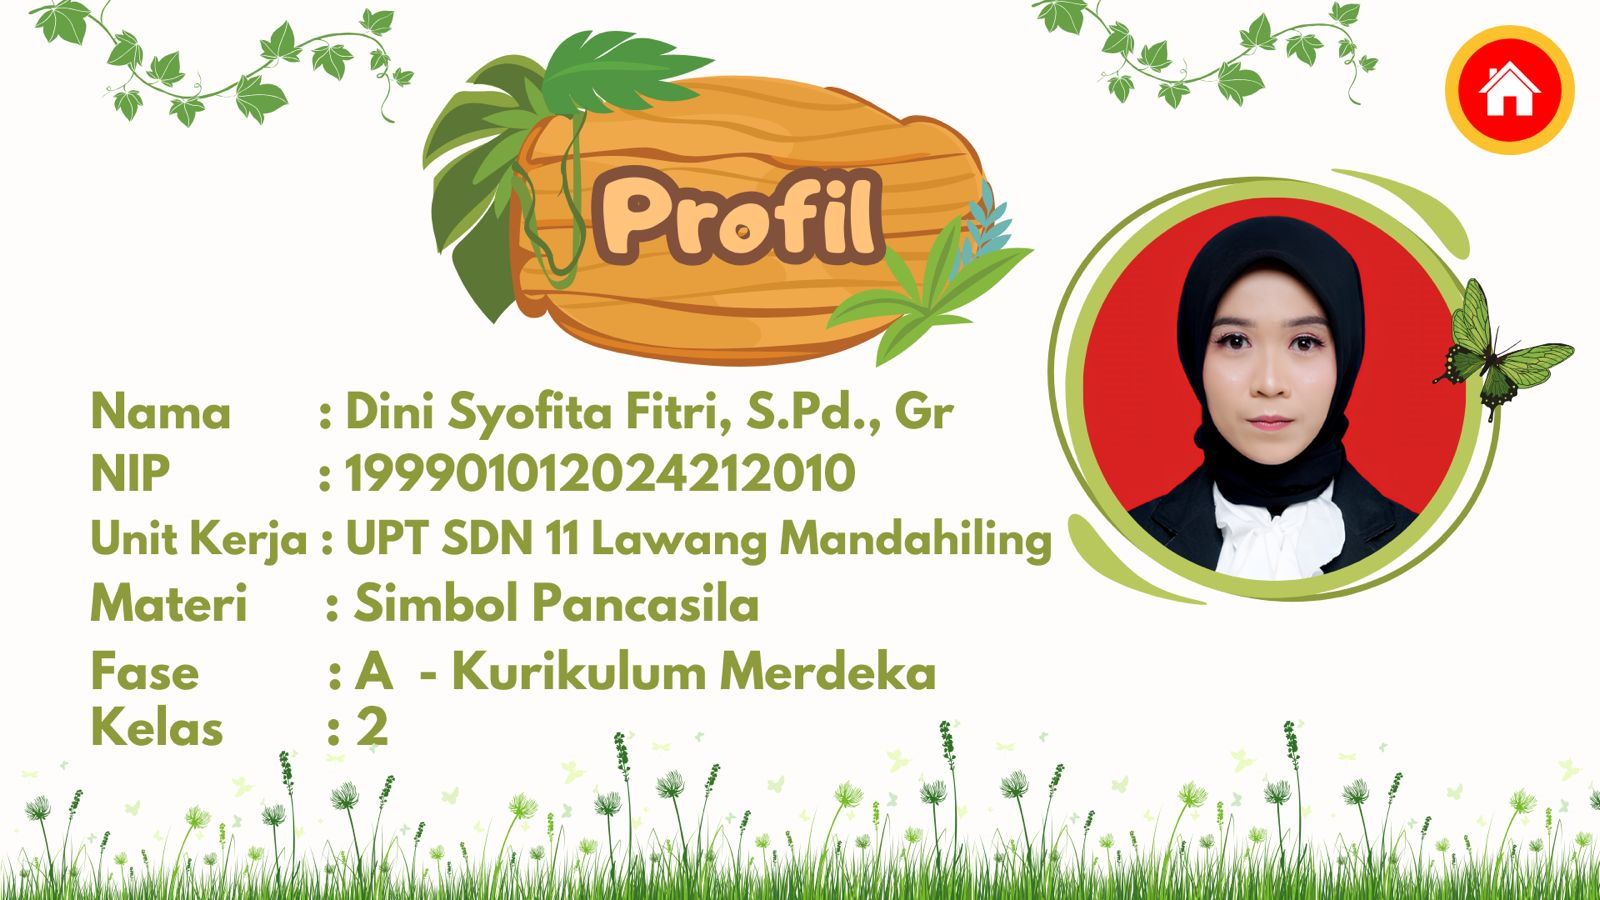 Profil
Nama : Dini Syofita Fitri, S.Pd., Gr
NIP : 199901012024212010
Unit Kerja : UPT SDN 11 Lawang Mandahiling
Materi : Simbol Pancasila
Fase : A - Kurikulum Merdeka
Kelas : 2